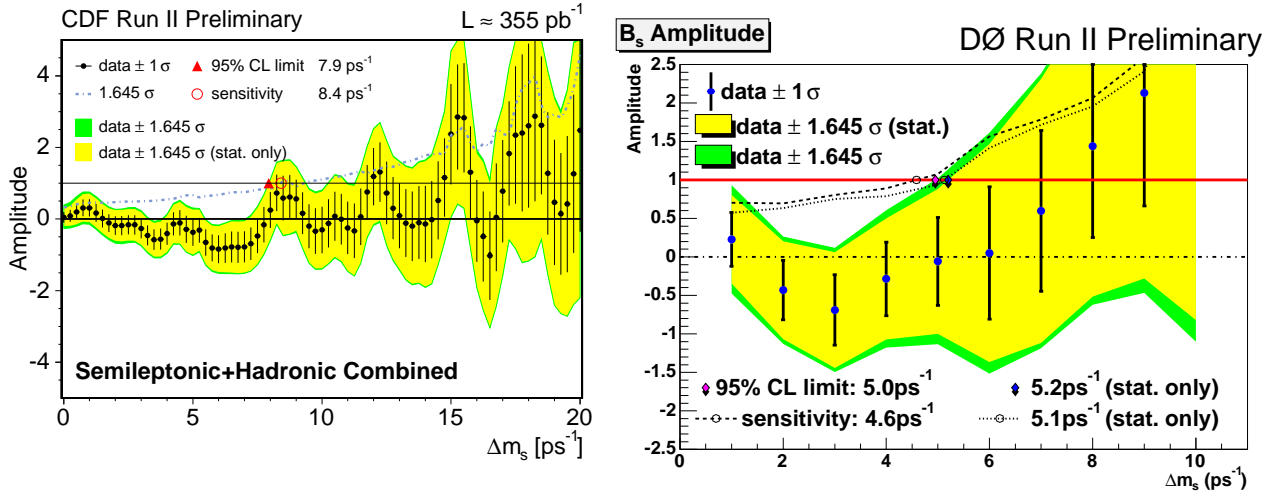 CDF Run II Preliminary L ≈ 355 pb⁻¹
Amplitude
4
2
0
-2
-4
data ± 1 σ 95% CL limit 7.9 ps⁻¹
1.645 σ sensitivity 8.4 ps⁻¹
data ± 1.645 σ
data ± 1.645 σ (stat. only)
Semileptonic+Hadronic Combined
0 5 10 15 20
Δmₛ [ps⁻¹]
Bₛ Amplitude
DØ Run II Preliminary
Amplitude
2.5
2
1.5
1
0.5
0
-0.5
-1
-1.5
-2
-2.5
data ± 1 σ
data ± 1.645 σ (stat.)
data ± 1.645 σ
95% CL limit: 5.0ps⁻¹ 5.2ps⁻¹ (stat. only)
sensitivity: 4.6ps⁻¹ 5.1ps⁻¹ (stat. only)
0 2 4 6 8 10
Δmₛ (ps⁻¹)